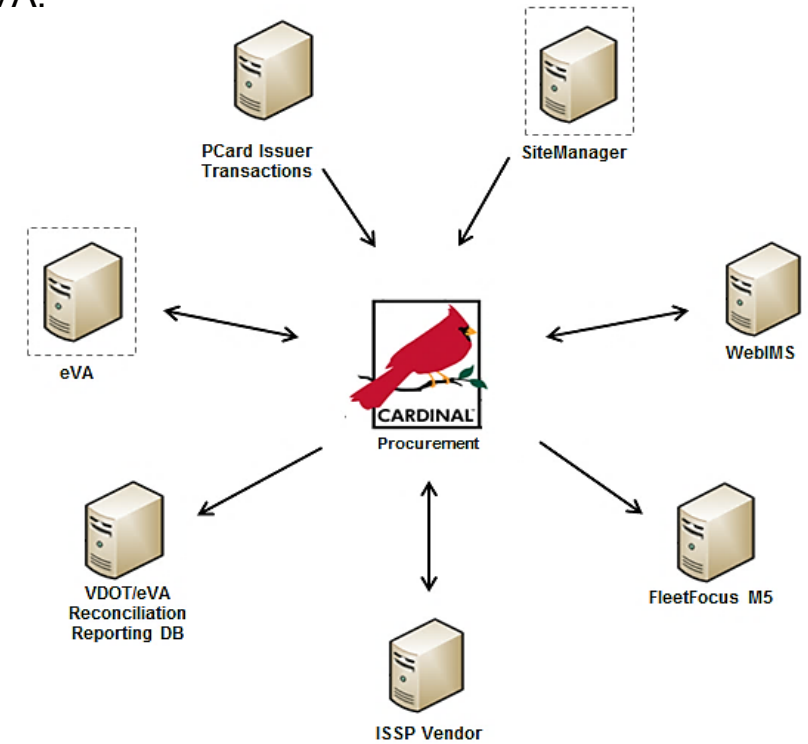 PCard Issuer
Transactions
SiteManager
eVA
WebIMS
CARDINAL
Procurement
VDOT/eVA
Reconciliation
Reporting DB
FleetFocus M5
ISSP Vendor